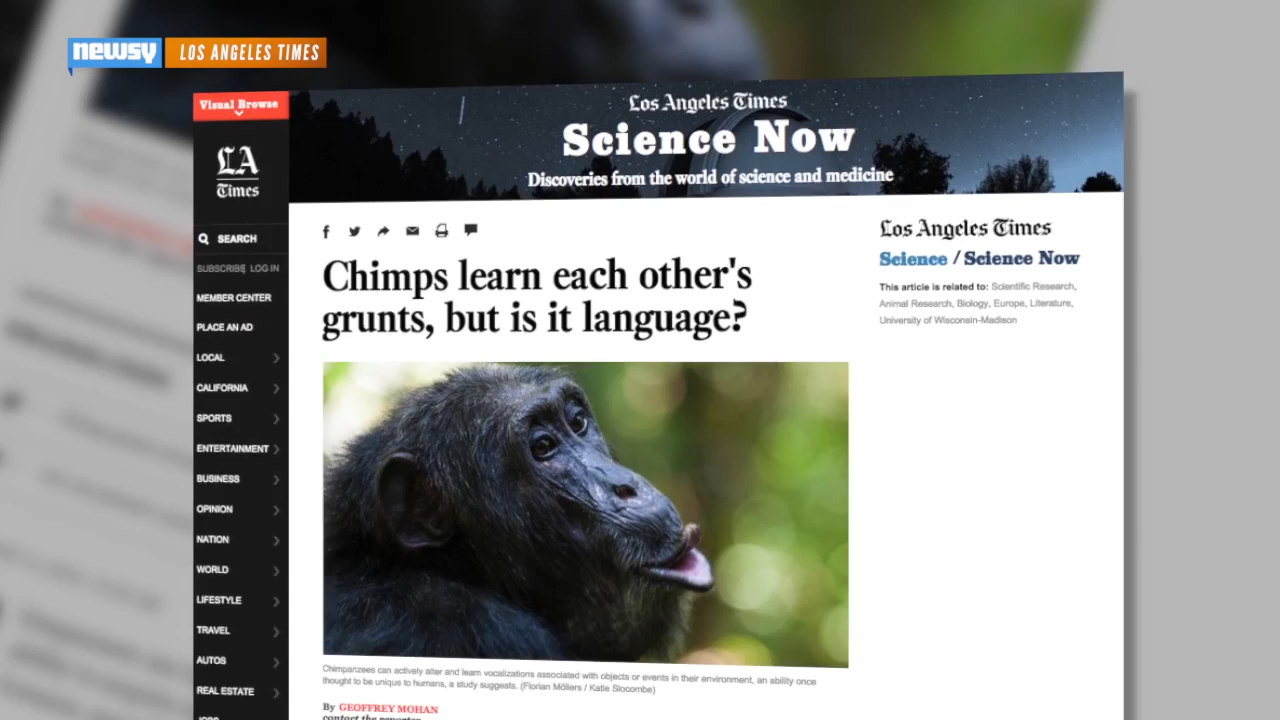 newsy LOS ANGELES TIMES
Visual Browse
LA
Times
SEARCH
SUBSCRIBE LOG IN
MEMBER CENTER
PLACE AN AD
LOCAL
CALIFORNIA
SPORTS
ENTERTAINMENT
BUSINESS
OPINION
NATION
WORLD
LIFESTYLE
TRAVEL
AUTOS
REAL ESTATE
JOBS
Los Angeles Times
Science Now
Discoveries from the world of science and medicine
Chimps learn each other's
grunts, but is it language?
Chimpanzees can actively alter and learn vocalizations associated with objects or events in their environment, an ability once
thought to be unique to humans, a study suggests. (Florian Möllers / Katie Slocombe)
By GEOFFREY MOHAN
contact the reporter
Los Angeles Times
Science / Science Now
This article is related to: Scientific Research,
Animal Research, Biology, Europe, Literature,
University of Wisconsin-Madison